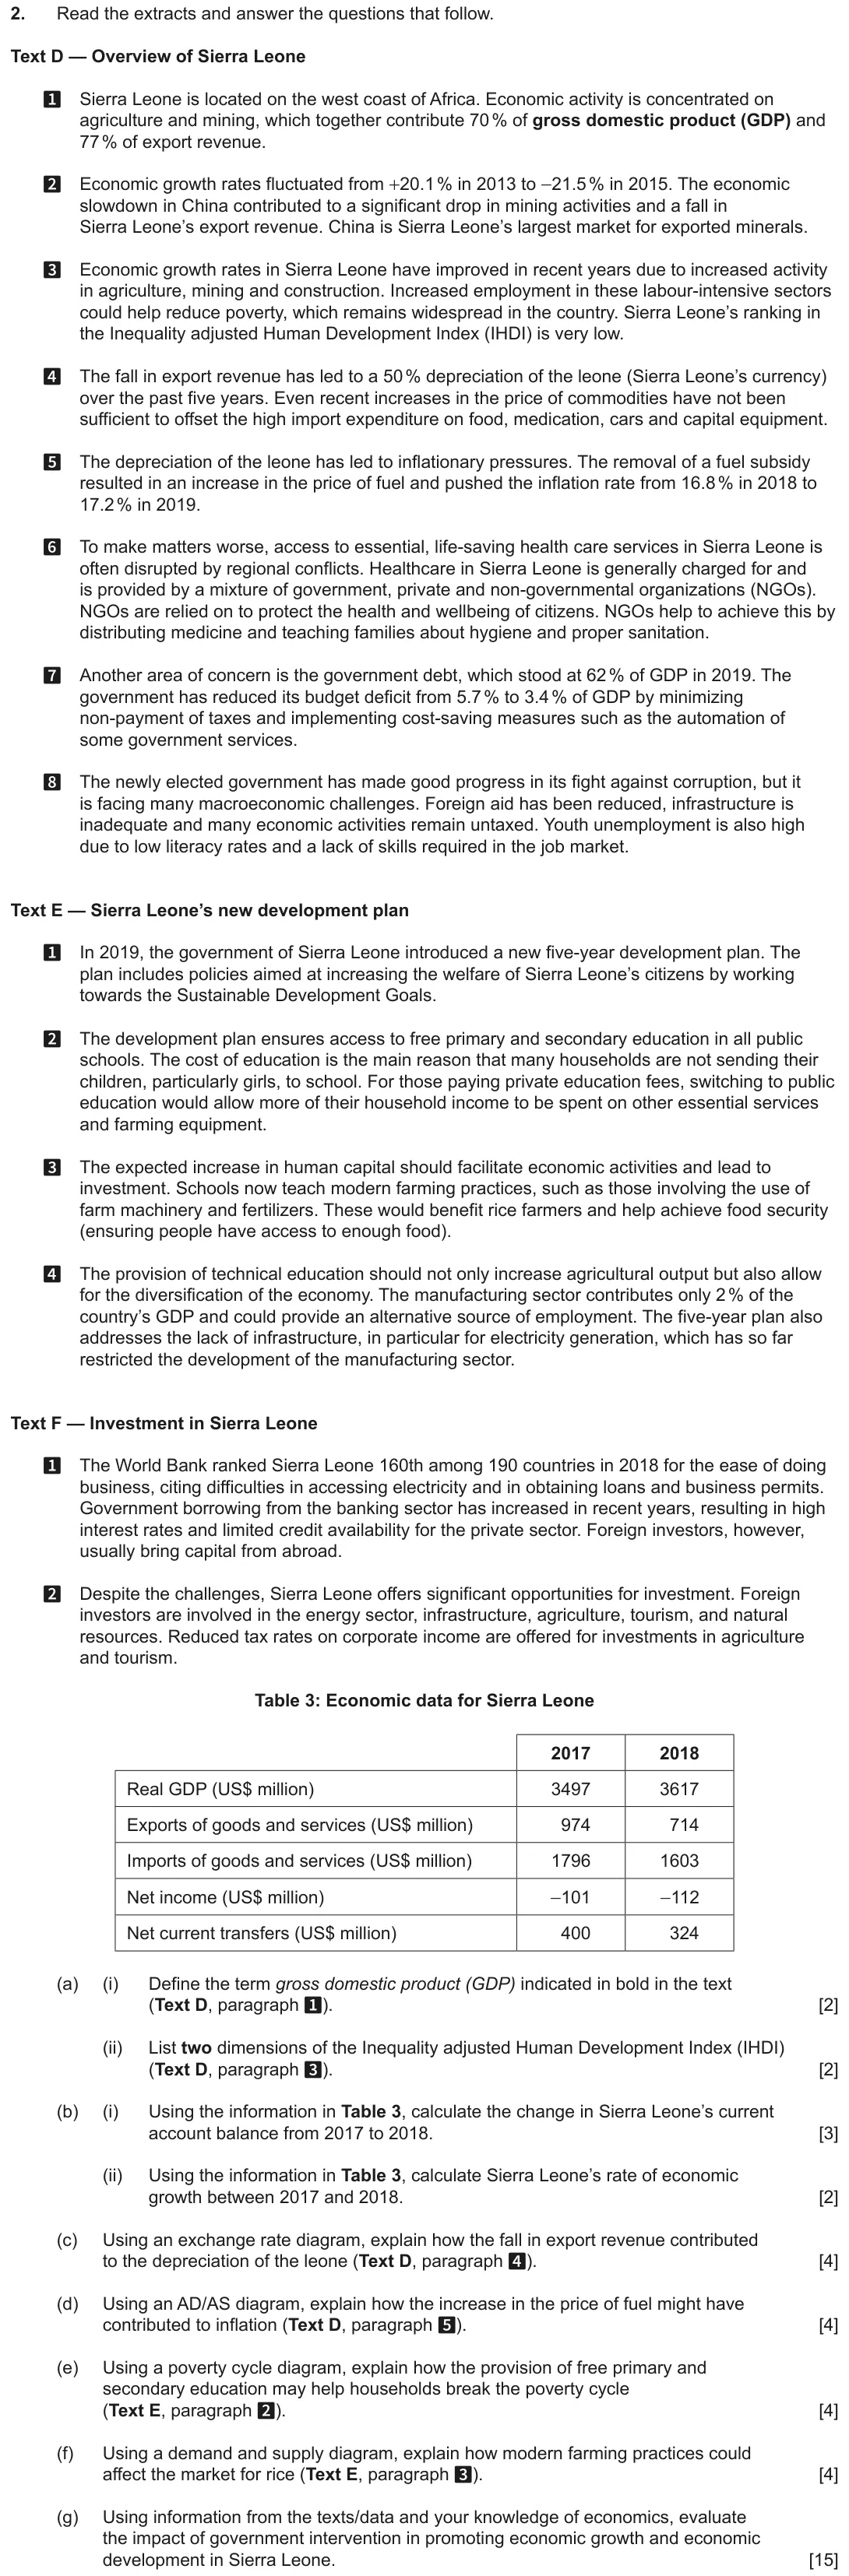 2. Read the extracts and answer the questions that follow.
Text D — Overview of Sierra Leone
1 Sierra Leone is located on the west coast of Africa. Economic activity is concentrated on
agriculture and mining, which together contribute 70 % of gross domestic product (GDP) and
77 % of export revenue.
2 Economic growth rates fluctuated from +20.1 % in 2013 to −21.5 % in 2015. The economic
slowdown in China contributed to a significant drop in mining activities and a fall in
Sierra Leone's export revenue. China is Sierra Leone's largest market for exported minerals.
3 Economic growth rates in Sierra Leone have improved in recent years due to increased activity
in agriculture, mining and construction. Increased employment in these labour-intensive sectors
could help reduce poverty, which remains widespread in the country. Sierra Leone's ranking in
the Inequality adjusted Human Development Index (IHDI) is very low.
4 The fall in export revenue has led to a 50 % depreciation of the leone (Sierra Leone's currency)
over the past five years. Even recent increases in the price of commodities have not been
sufficient to offset the high import expenditure on food, medication, cars and capital equipment.
5 The depreciation of the leone has led to inflationary pressures. The removal of a fuel subsidy
resulted in an increase in the price of fuel and pushed the inflation rate from 16.8 % in 2018 to
17.2 % in 2019.
6 To make matters worse, access to essential, life-saving health care services in Sierra Leone is
often disrupted by regional conflicts. Healthcare in Sierra Leone is generally charged for and
is provided by a mixture of government, private and non-governmental organizations (NGOs).
NGOs are relied on to protect the health and wellbeing of citizens. NGOs help to achieve this by
distributing medicine and teaching families about hygiene and proper sanitation.
7 Another area of concern is the government debt, which stood at 62 % of GDP in 2019. The
government has reduced its budget deficit from 5.7 % to 3.4 % of GDP by minimizing
non-payment of taxes and implementing cost-saving measures such as the automation of
some government services.
8 The newly elected government has made good progress in its fight against corruption, but it
is facing many macroeconomic challenges. Foreign aid has been reduced, infrastructure is
inadequate and many economic activities remain untaxed. Youth unemployment is also high
due to low literacy rates and a lack of skills required in the job market.
Text E — Sierra Leone's new development plan
1 In 2019, the government of Sierra Leone introduced a new five-year development plan. The
plan includes policies aimed at increasing the welfare of Sierra Leone's citizens by working
towards the Sustainable Development Goals.
2 The development plan ensures access to free primary and secondary education in all public
schools. The cost of education is the main reason that many households are not sending their
children, particularly girls, to school. For those paying private education fees, switching to public
education would allow more of their household income to be spent on other essential services
and farming equipment.
3 The expected increase in human capital should facilitate economic activities and lead to
investment. Schools now teach modern farming practices, such as those involving the use of
farm machinery and fertilizers. These would benefit rice farmers and help achieve food security
(ensuring people have access to enough food).
4 The provision of technical education should not only increase agricultural output but also allow
for the diversification of the economy. The manufacturing sector contributes only 2 % of the
country's GDP and could provide an alternative source of employment. The five-year plan also
addresses the lack of infrastructure, in particular for electricity generation, which has so far
restricted the development of the manufacturing sector.
Text F — Investment in Sierra Leone
1 The World Bank ranked Sierra Leone 160th among 190 countries in 2018 for the ease of doing
business, citing difficulties in accessing electricity and in obtaining loans and business permits.
Government borrowing from the banking sector has increased in recent years, resulting in high
interest rates and limited credit availability for the private sector. Foreign investors, however,
usually bring capital from abroad.
2 Despite the challenges, Sierra Leone offers significant opportunities for investment. Foreign
investors are involved in the energy sector, infrastructure, agriculture, tourism, and natural
resources. Reduced tax rates on corporate income are offered for investments in agriculture
and tourism.
Table 3: Economic data for Sierra Leone
2017 2018
Real GDP (US$ million) 3497 3617
Exports of goods and services (US$ million) 974 714
Imports of goods and services (US$ million) 1796 1603
Net income (US$ million) −101 −112
Net current transfers (US$ million) 400 324
(a) (i) Define the term gross domestic product (GDP) indicated in bold in the text
(Text D, paragraph 1). [2]
(ii) List two dimensions of the Inequality adjusted Human Development Index (IHDI)
(Text D, paragraph 3). [2]
(b) (i) Using the information in Table 3, calculate the change in Sierra Leone's current
account balance from 2017 to 2018. [3]
(ii) Using the information in Table 3, calculate Sierra Leone's rate of economic
growth between 2017 and 2018. [2]
(c) Using an exchange rate diagram, explain how the fall in export revenue contributed
to the depreciation of the leone (Text D, paragraph 4). [4]
(d) Using an AD/AS diagram, explain how the increase in the price of fuel might have
contributed to inflation (Text D, paragraph 5). [4]
(e) Using a poverty cycle diagram, explain how the provision of free primary and
secondary education may help households break the poverty cycle
(Text E, paragraph 2). [4]
(f) Using a demand and supply diagram, explain how modern farming practices could
affect the market for rice (Text E, paragraph 3). [4]
(g) Using information from the texts/data and your knowledge of economics, evaluate
the impact of government intervention in promoting economic growth and economic
development in Sierra Leone. [15]